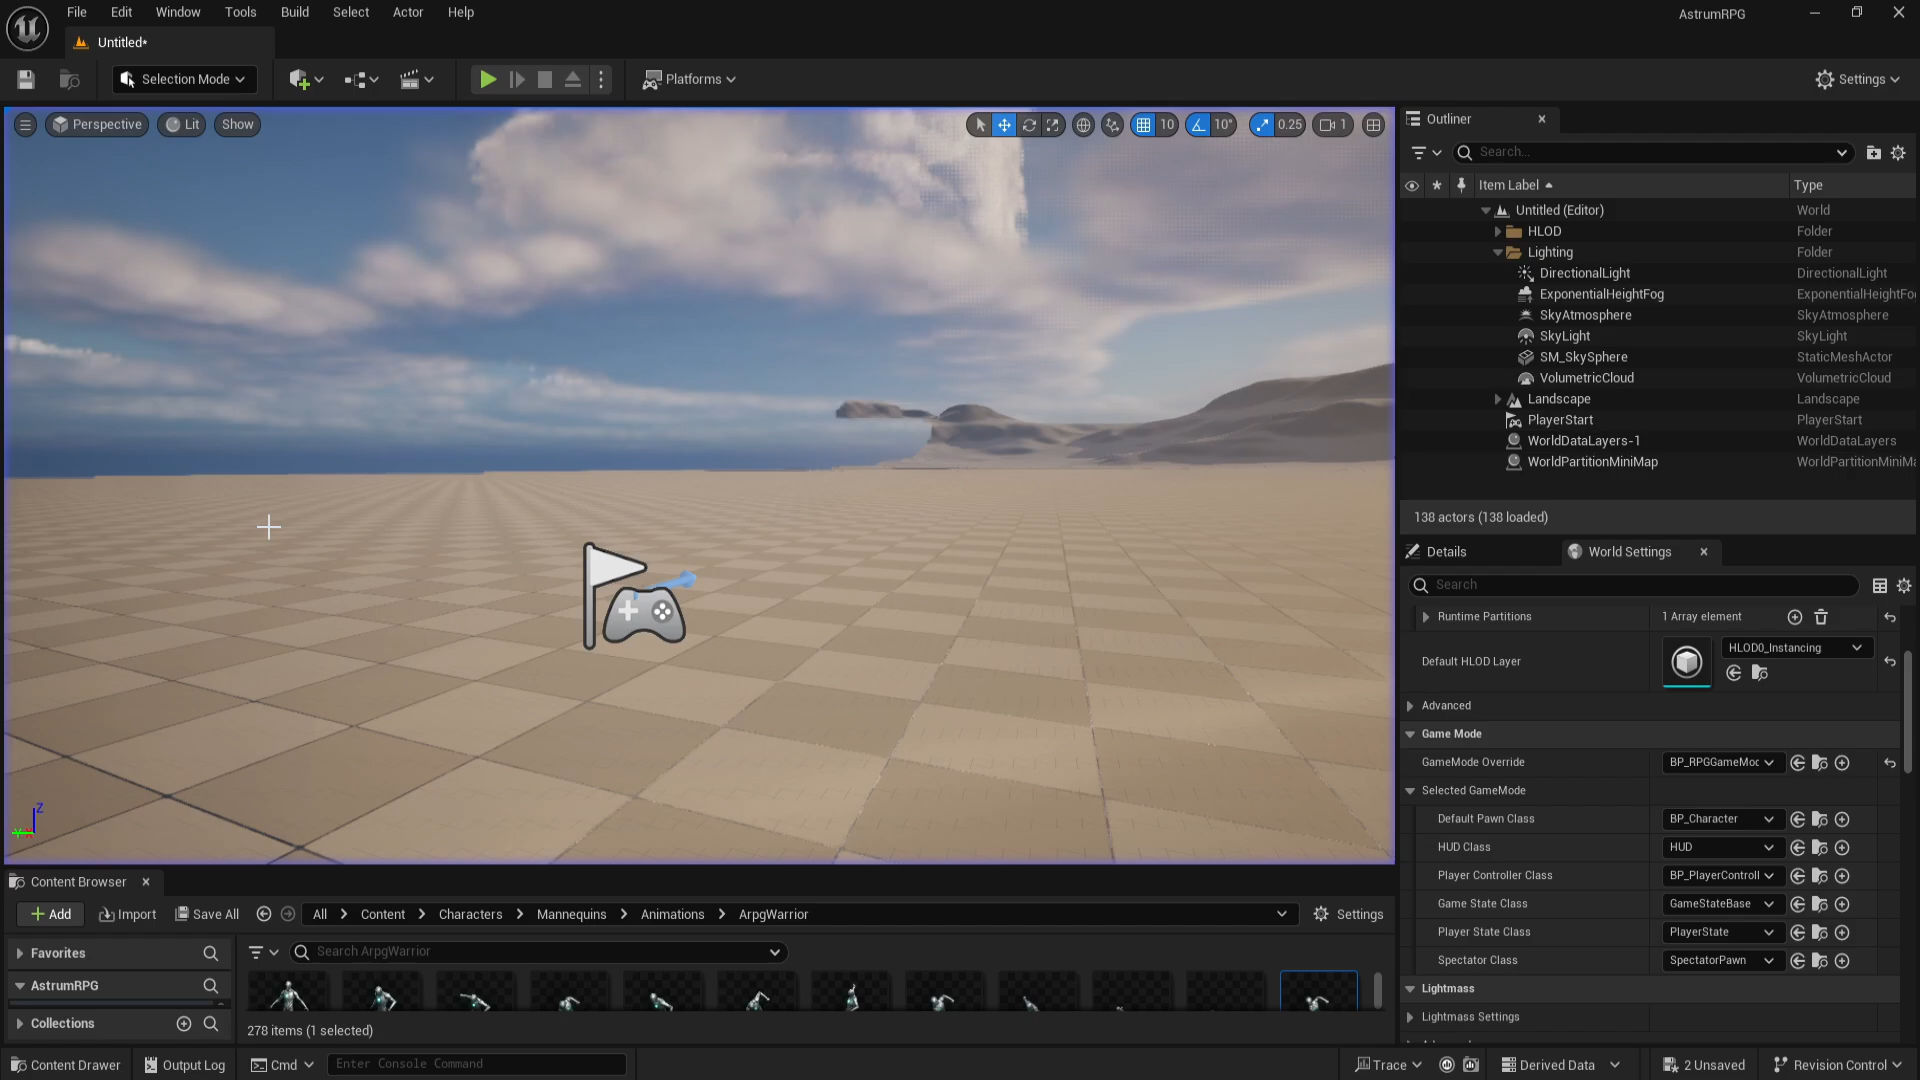 File Edit Window Tools Build Select Actor Help
AstrumRPG
Untitled*
Selection Mode
Platforms
Settings
Perspective Lit Show
10 10° 0.25 1
Outliner
Search...
Item Label Type
Untitled (Editor) World
HLOD Folder
Lighting Folder
DirectionalLight DirectionalLight
ExponentialHeightFog ExponentialHeightFo
SkyAtmosphere SkyAtmosphere
SkyLight SkyLight
SM_SkySphere StaticMeshActor
VolumetricCloud VolumetricCloud
Landscape Landscape
PlayerStart PlayerStart
WorldDataLayers-1 WorldDataLayers
WorldPartitionMiniMap WorldPartitionMiniMa
138 actors (138 loaded)
Details World Settings
Search
Runtime Partitions 1 Array element
Default HLOD Layer HLOD0_Instancing
Advanced
Game Mode
GameMode Override BP_RPGGameMoc
Selected GameMode
Default Pawn Class BP_Character
HUD Class HUD
Player Controller Class BP_PlayerControll
Game State Class GameStateBase
Player State Class PlayerState
Spectator Class SpectatorPawn
Lightmass
Lightmass Settings
Z
Y
Content Browser
Add Import Save All All Content Characters Mannequins Animations ArpgWarrior Settings
Favorites
Search ArpgWarrior
AstrumRPG
Collections
278 items (1 selected)
Content Drawer Output Log Cmd Enter Console Command
Trace Derived Data 2 Unsaved Revision Control